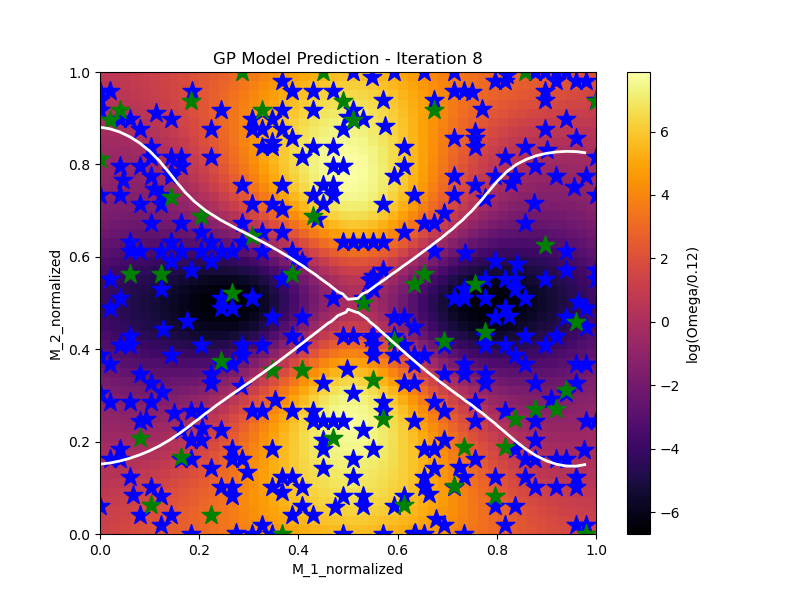 GP Model Prediction - Iteration 8
1.0
0.8
0.6
0.4
0.2
0.0
M_2_normalized
0.0 0.2 0.4 0.6 0.8 1.0
M_1_normalized
6
4
2
0
−2
−4
−6
log(Omega/0.12)